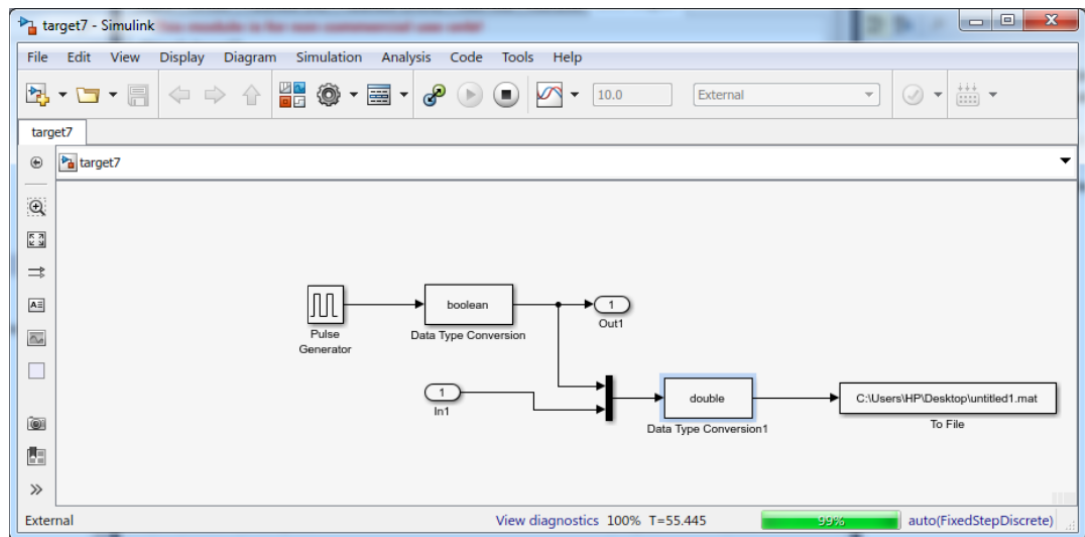 target7 - Simulink
File Edit View Display Diagram Simulation Analysis Code Tools Help
10.0 External
target7
target7
boolean
1
Pulse
Generator
Data Type Conversion
Out1
1
In1
double
C:\Users\HP\Desktop\untitled1.mat
Data Type Conversion1
To File
External View diagnostics 100% T=55.445 99% auto(FixedStepDiscrete)